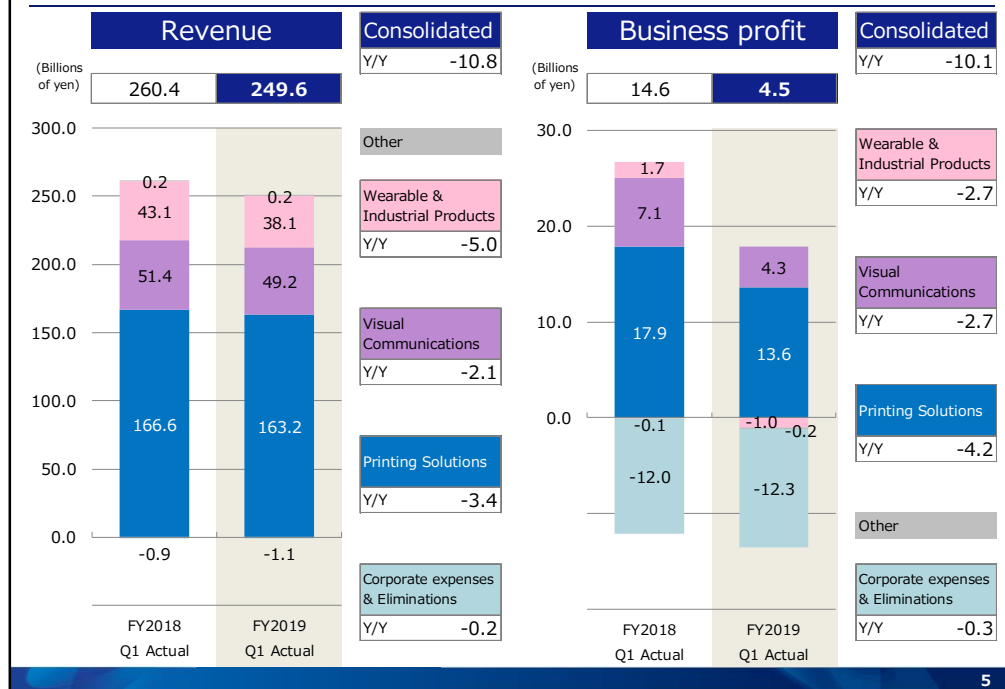 Revenue
Consolidated
Y/Y -10.8
(Billions
of yen)
260.4 249.6
300.0
250.0
200.0
150.0
100.0
50.0
0.0
0.2
43.1
51.4
166.6
-0.9
0.2
38.1
49.2
163.2
-1.1
FY2018
Q1 Actual
FY2019
Q1 Actual
Other
Wearable &
Industrial Products
Y/Y -5.0
Visual
Communications
Y/Y -2.1
Printing Solutions
Y/Y -3.4
Corporate expenses
& Eliminations
Y/Y -0.2
Business profit
Consolidated
Y/Y -10.1
(Billions
of yen)
14.6 4.5
30.0
20.0
10.0
0.0
1.7
7.1
17.9
-0.1
-12.0
4.3
13.6
-1.0
-0.2
-12.3
FY2018
Q1 Actual
FY2019
Q1 Actual
Wearable &
Industrial Products
Y/Y -2.7
Visual
Communications
Y/Y -2.7
Printing Solutions
Y/Y -4.2
Other
Corporate expenses
& Eliminations
Y/Y -0.3
5